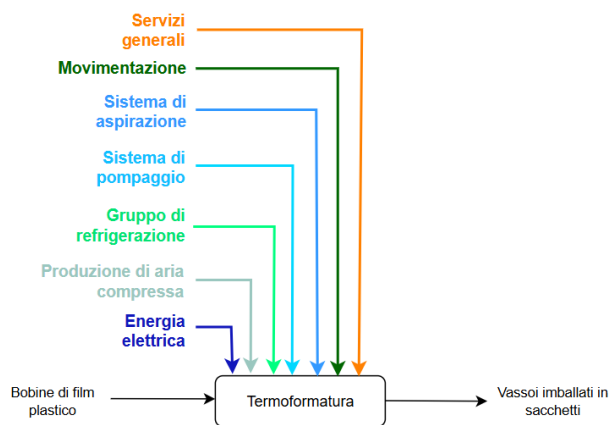 Servizi
generali
Movimentazione
Sistema di
aspirazione
Sistema di
pompaggio
Gruppo di
refrigerazione
Produzione di aria
compressa
Energia
elettrica
Bobine di film
plastico
Termoformatura
Vassoi imballati in
sacchetti